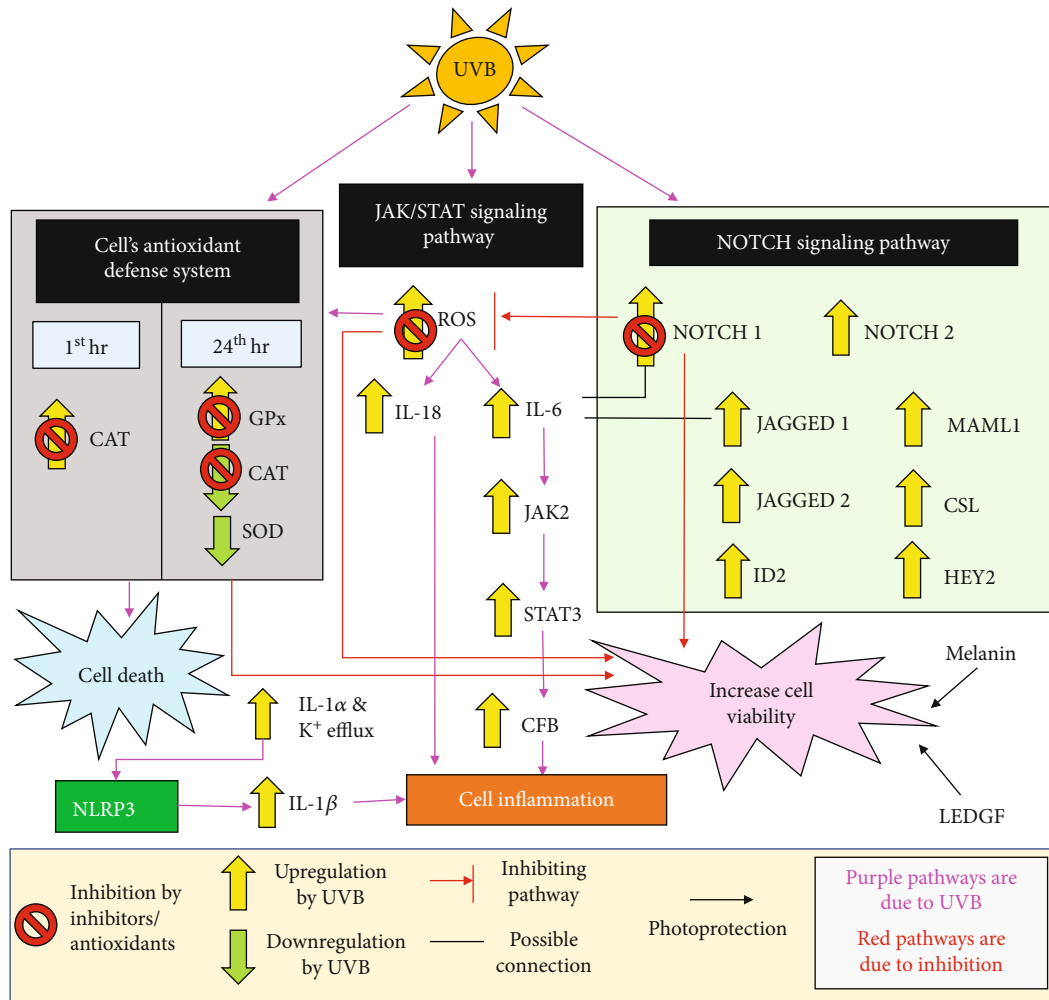 UVB
JAK/STAT signaling
pathway
Cell's antioxidant
defense system
NOTCH signaling pathway
1st hr
24th hr
ROS
NOTCH 1
NOTCH 2
CAT
GPx
CAT
SOD
IL-18
IL-6
JAGGED 1
MAML1
JAK2
JAGGED 2
CSL
STAT3
ID2
HEY2
Cell death
IL-1α &
K+ efflux
CFB
Increase cell
viability
Melanin
NLRP3
IL-1β
Cell inflammation
LEDGF
Inhibition by
inhibitors/
antioxidants
Upregulation
by UVB
Downregulation
by UVB
Inhibiting
pathway
Possible
connection
Photoprotection
Purple pathways are
due to UVB
Red pathways are
due to inhibition